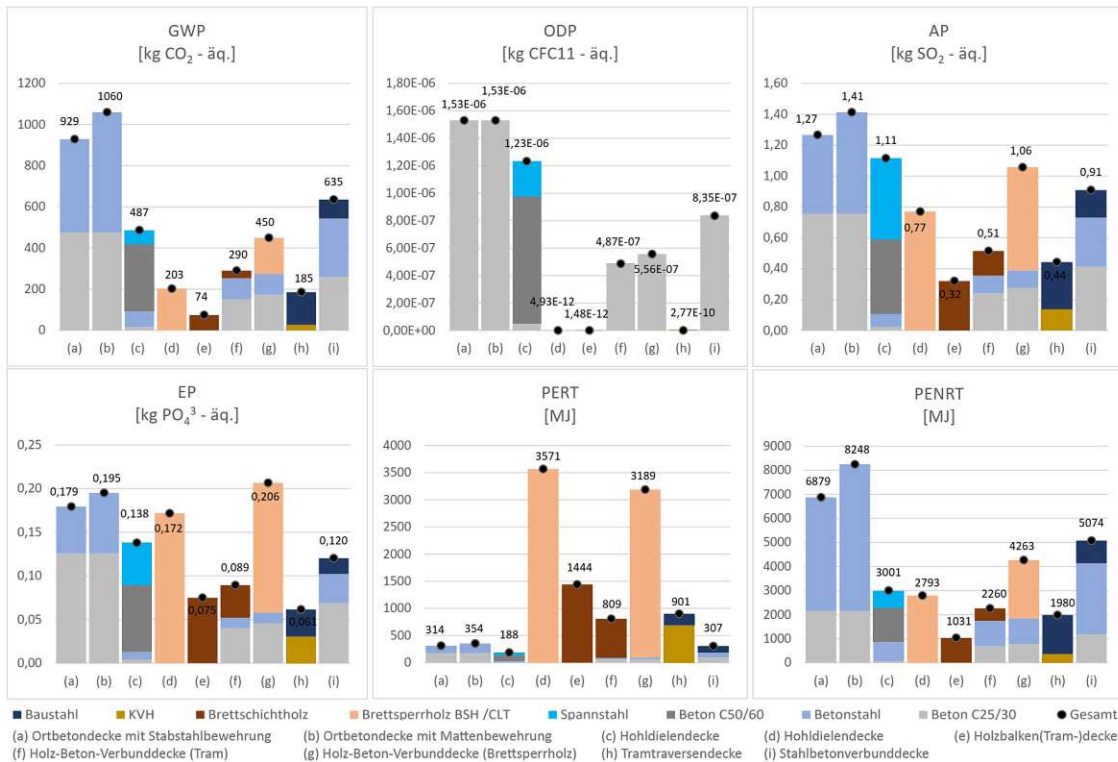 GWP
[kg CO₂ - äq.]
1200
1000
800
600
400
200
0
929
1060
487
203
74
290
450
185
635
(a) (b) (c) (d) (e) (f) (g) (h) (i)
ODP
[kg CFC11 - äq.]
1,80E-06
1,60E-06
1,40E-06
1,20E-06
1,00E-06
8,00E-07
6,00E-07
4,00E-07
2,00E-07
0,00E+00
1,53E-06
1,53E-06
1,23E-06
4,93E-12
1,48E-12
4,87E-07
5,56E-07
2,77E-10
8,35E-07
(a) (b) (c) (d) (e) (f) (g) (h) (i)
AP
[kg SO₂ - äq.]
1,60
1,40
1,20
1,00
0,80
0,60
0,40
0,20
0,00
1,27
1,41
1,11
0,77
0,32
0,51
1,06
0,44
0,91
(a) (b) (c) (d) (e) (f) (g) (h) (i)
EP
[kg PO₄³ - äq.]
0,25
0,20
0,15
0,10
0,05
0,00
0,179
0,195
0,138
0,172
0,075
0,089
0,206
0,061
0,120
(a) (b) (c) (d) (e) (f) (g) (h) (i)
PERT
[MJ]
4000
3500
3000
2500
2000
1500
1000
500
0
314
354
188
3571
1444
809
3189
901
307
(a) (b) (c) (d) (e) (f) (g) (h) (i)
PENRT
[MJ]
9000
8000
7000
6000
5000
4000
3000
2000
1000
0
6879
8248
3001
2793
1031
2260
4263
1980
5074
(a) (b) (c) (d) (e) (f) (g) (h) (i)
Baustahl KVH Brettschichtholz Brettsperrholz BSH /CLT Spannstahl Beton C50/60 Betonstahl Beton C25/30 Gesamt
(a) Ortbetondecke mit Stabstahlbewehrung (b) Ortbetondecke mit Mattenbewehrung (c) Hohldielendecke (d) Hohldielendecke (e) Holzbalken(Tram-)decke
(f) Holz-Beton-Verbunddecke (Tram) (g) Holz-Beton-Verbunddecke (Brettsperrholz) (h) Tramtraversendecke (i) Stahlbetonverbunddecke